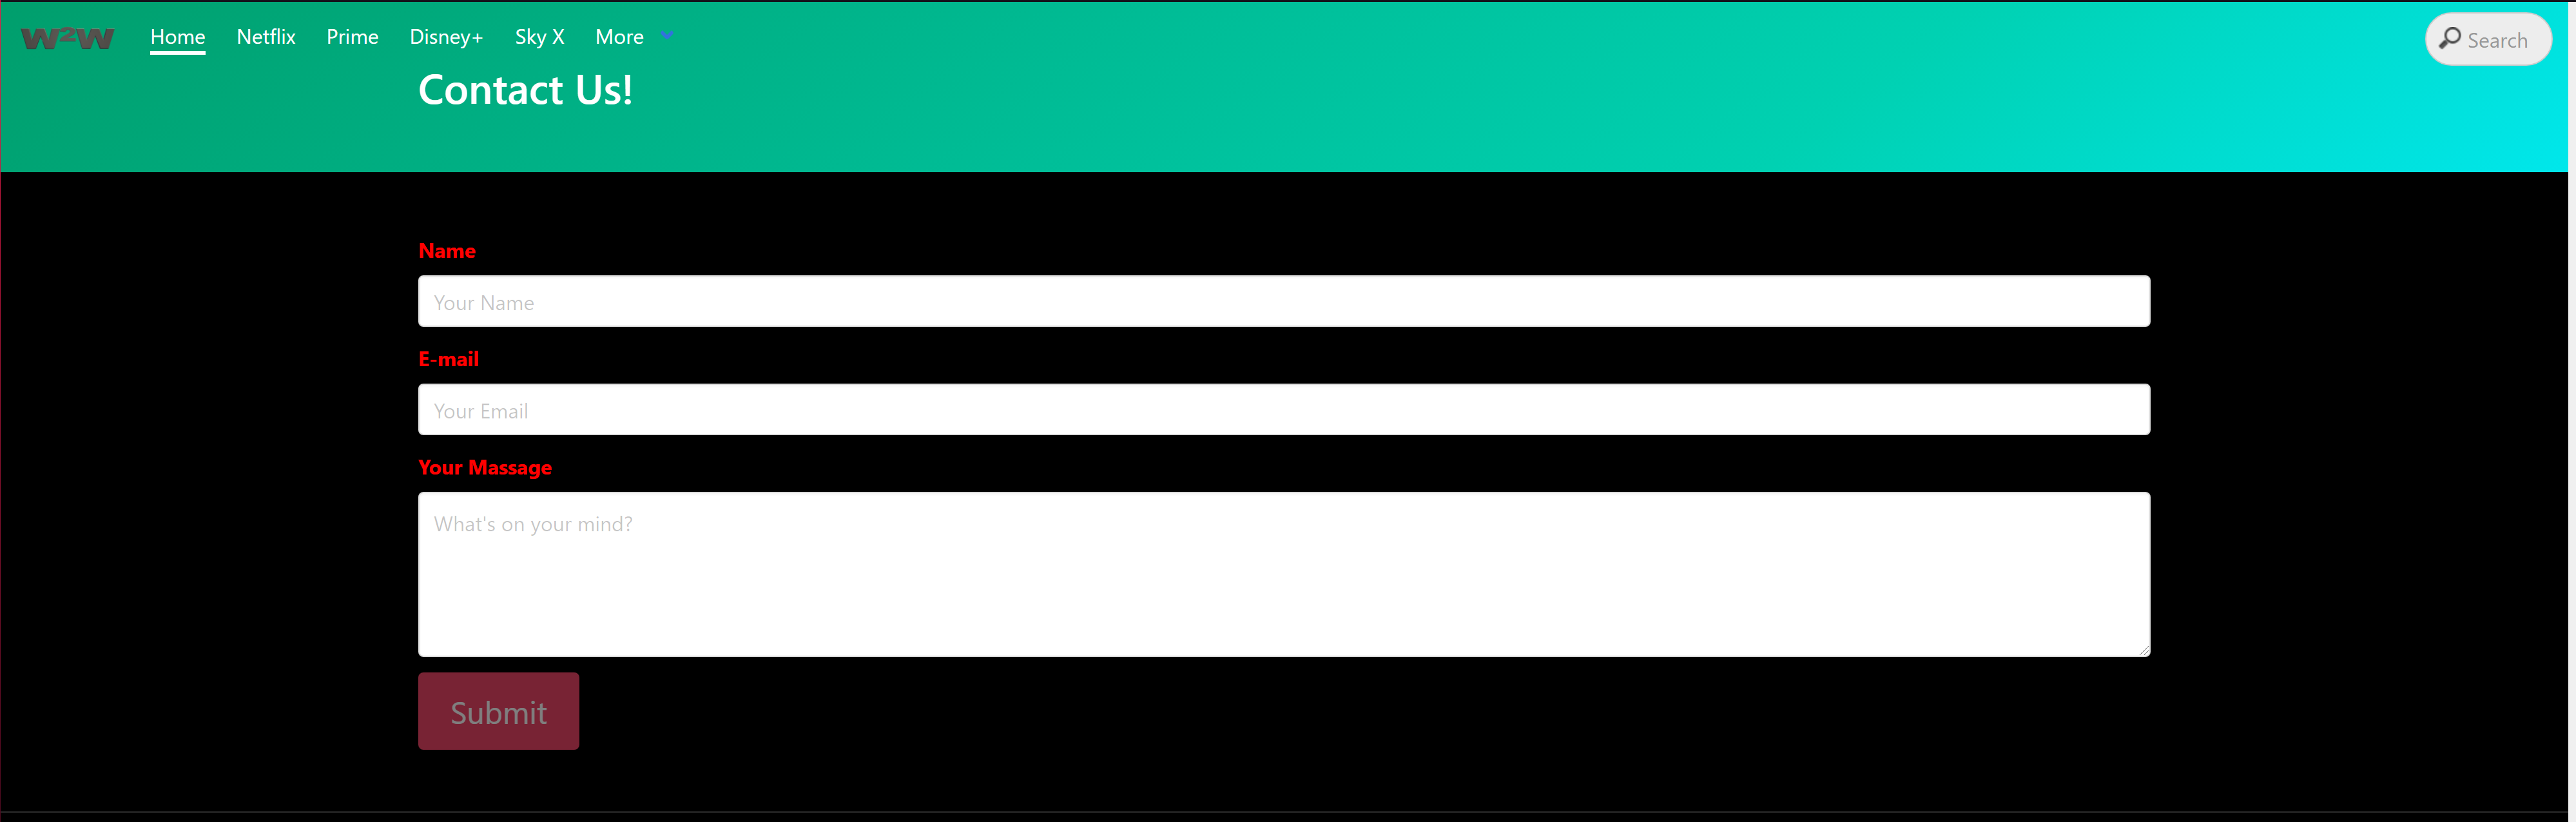 W²W Home Netflix Prime Disney+ Sky X More Search
Contact Us!
Name
Your Name
E-mail
Your Email
Your Massage
What's on your mind?
Submit